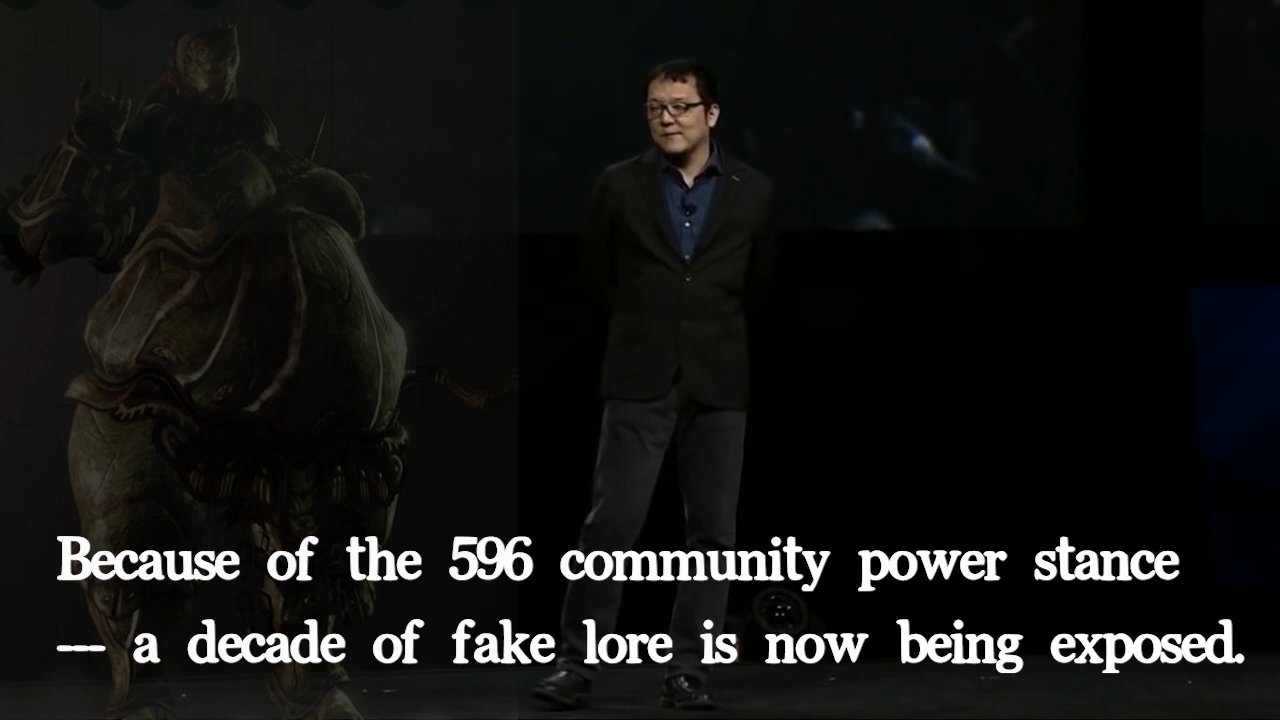 Because of the 596 community power stance
--- a decade of fake lore is now being exposed.